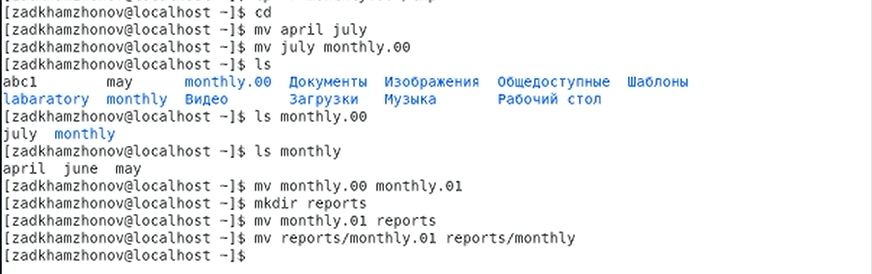 [zadkhamzhonov@localhost ~]$ cd
[zadkhamzhonov@localhost ~]$ mv april july
[zadkhamzhonov@localhost ~]$ mv july monthly.00
[zadkhamzhonov@localhost ~]$ ls
abc1 may monthly.00 Документы Изображения Общедоступные Шаблоны
labaratory monthly Видео Загрузки Музыка Рабочий стол
[zadkhamzhonov@localhost ~]$ ls monthly.00
july monthly
[zadkhamzhonov@localhost ~]$ ls monthly
april june may
[zadkhamzhonov@localhost ~]$ mv monthly.00 monthly.01
[zadkhamzhonov@localhost ~]$ mkdir reports
[zadkhamzhonov@localhost ~]$ mv monthly.01 reports
[zadkhamzhonov@localhost ~]$ mv reports/monthly.01 reports/monthly
[zadkhamzhonov@localhost ~]$